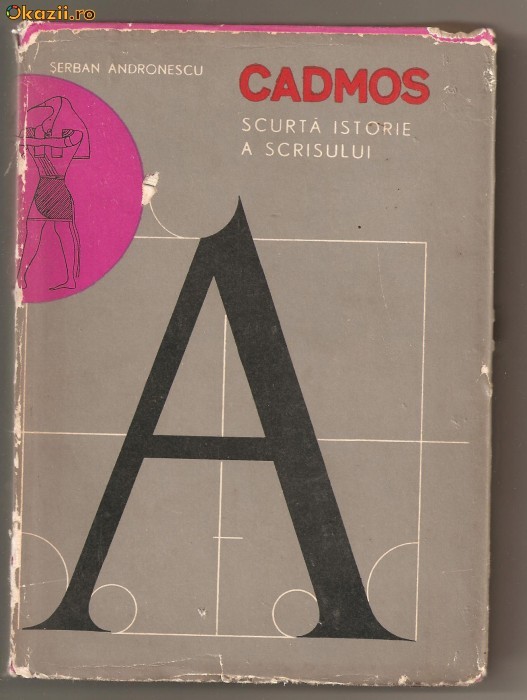 Okazii.ro
ŞERBAN ANDRONESCU
CADMOS
SCURTĂ ISTORIE
A SCRISULUI
A